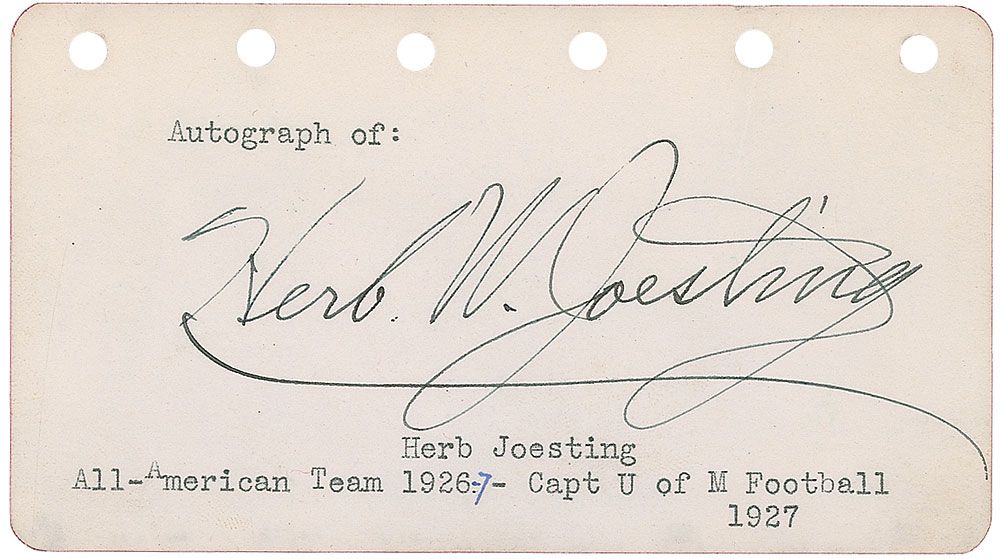 Autograph of:
Herb. W. Joesting
Herb Joesting
All-American Team 1926-7- Capt U of M Football
1927